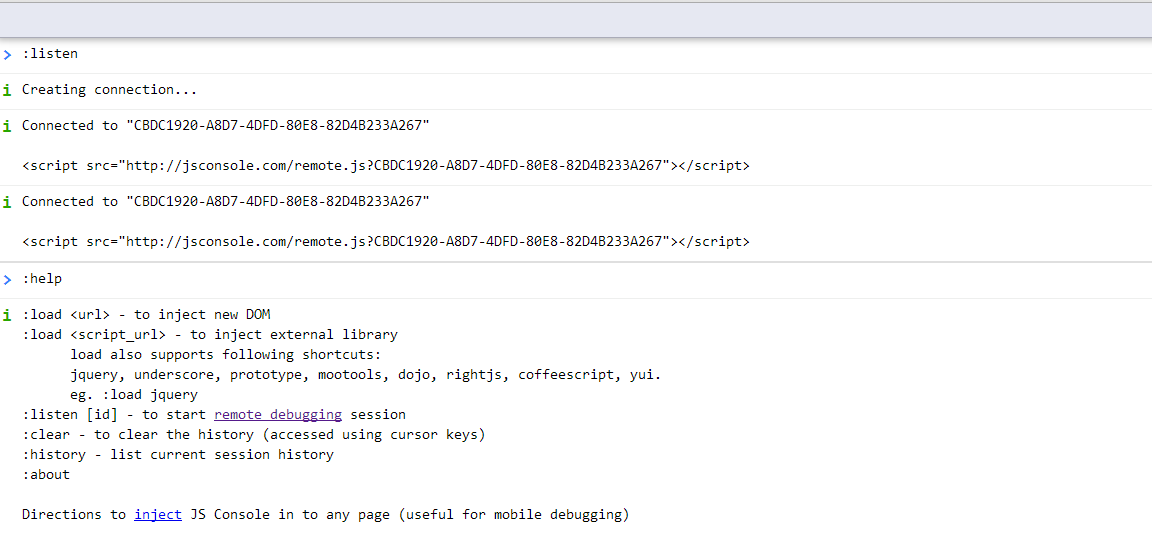 > :listen
i Creating connection...
i Connected to "CBDC1920-A8D7-4DFD-80E8-82D4B233A267"
<script src="http://jsconsole.com/remote.js?CBDC1920-A8D7-4DFD-80E8-82D4B233A267"></script>
i Connected to "CBDC1920-A8D7-4DFD-80E8-82D4B233A267"
<script src="http://jsconsole.com/remote.js?CBDC1920-A8D7-4DFD-80E8-82D4B233A267"></script>
> :help
i :load <url> - to inject new DOM
:load <script_url> - to inject external library
load also supports following shortcuts:
jquery, underscore, prototype, mootools, dojo, rightjs, coffeescript, yui.
eg. :load jquery
:listen [id] - to start remote debugging session
:clear - to clear the history (accessed using cursor keys)
:history - list current session history
:about
Directions to inject JS Console in to any page (useful for mobile debugging)